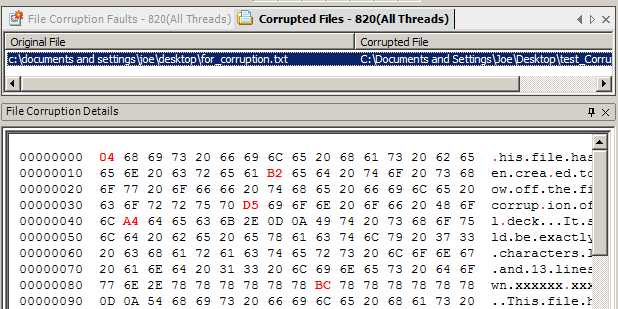 File Corruption Faults - 820(All Threads) Corrupted Files - 820(All Threads)
Original File Corrupted File
c:\documents and settings\joe\desktop\for_corruption.txt C:\Documents and Settings\Joe\Desktop\test_Corru
File Corruption Details
00000000 04 68 69 73 20 66 69 6C 65 20 68 61 73 20 62 65 .his.file.has
00000010 65 6E 20 63 72 65 61 B2 65 64 20 74 6F 20 73 68 en.crea.ed.to
00000020 6F 77 20 6F 66 66 20 74 68 65 20 66 69 6C 65 20 ow.off.the.fi
00000030 63 6F 72 72 75 70 D5 69 6F 6E 20 6F 66 20 48 6F corrup.ion.of
00000040 6C A4 64 65 63 6B 2E 0D 0A 49 74 20 73 68 6F 75 l.deck...It.s
00000050 6C 64 20 62 65 20 65 78 61 63 74 6C 79 20 37 33 ld.be.exactly
00000060 20 63 68 61 72 61 63 74 65 72 73 20 6C 6F 6E 67 .characters.l
00000070 20 61 6E 64 20 31 33 20 6C 69 6E 65 73 20 64 6F .and.13.lines
00000080 77 6E 2E 78 78 78 78 78 78 BC 78 78 78 78 78 78 wn.xxxxxx.xxx
00000090 0D 0A 54 68 69 73 20 66 69 6C 65 20 68 61 73 20 ..This.file.h